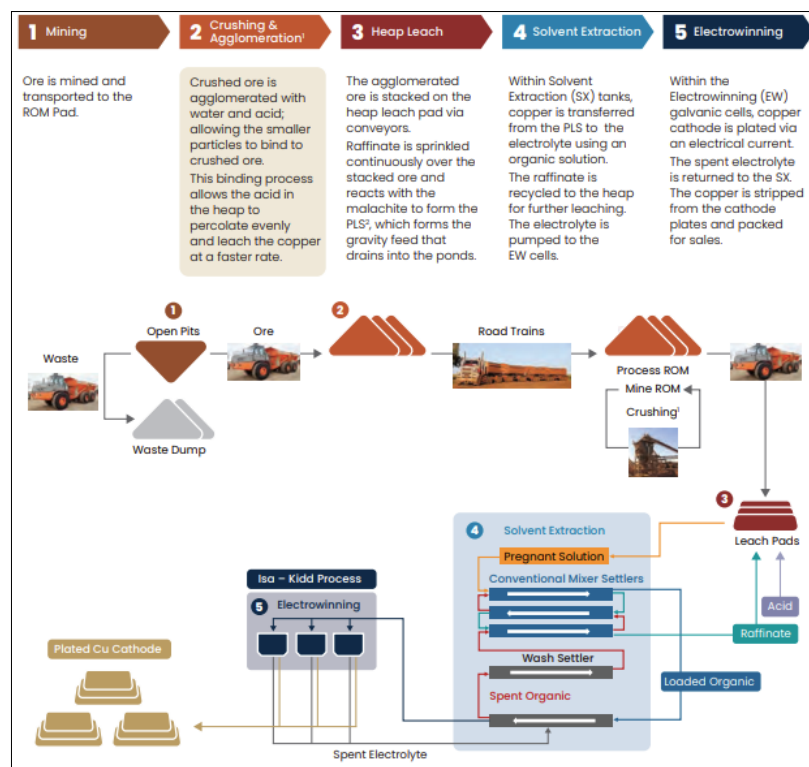 1 Mining
Ore is mined and
transported to the
ROM Pad.
2 Crushing &
Agglomeration¹
Crushed ore is
agglomerated with
water and acid;
allowing the smaller
particles to bind to
crushed ore.
This binding process
allows the acid in
the heap to
percolate evenly
and leach the copper
at a faster rate.
3 Heap Leach
The agglomerated
ore is stacked on the
heap leach pad via
conveyors.
Raffinate is sprinkled
continuously over the
stacked ore and
reacts with the
malachite to form the
PLS², which forms the
gravity feed that
drains into the ponds.
4 Solvent Extraction
Within Solvent
Extraction (SX) tanks,
copper is transferred
from the PLS to the
electrolyte using an
organic solution.
The raffinate is
recycled to the heap
for further leaching.
The electrolyte is
pumped to the
EW cells.
5 Electrowinning
Within the
Electrowinning (EW)
galvanic cells, copper
cathode is plated via
an electrical current.
The spent electrolyte
is returned to the SX.
The copper is stripped
from the cathode
plates and packed
for sales.
1
Open Pits
Waste
Waste Dump
Ore
2
Road Trains
Process ROM
Mine ROM
Crushing¹
3
Leach Pads
Acid
Raffinate
4 Solvent Extraction
Pregnant Solution
Conventional Mixer Settlers
Wash Settler
Loaded Organic
Spent Organic
Isa – Kidd Process
5 Electrowinning
Plated Cu Cathode
Spent Electrolyte